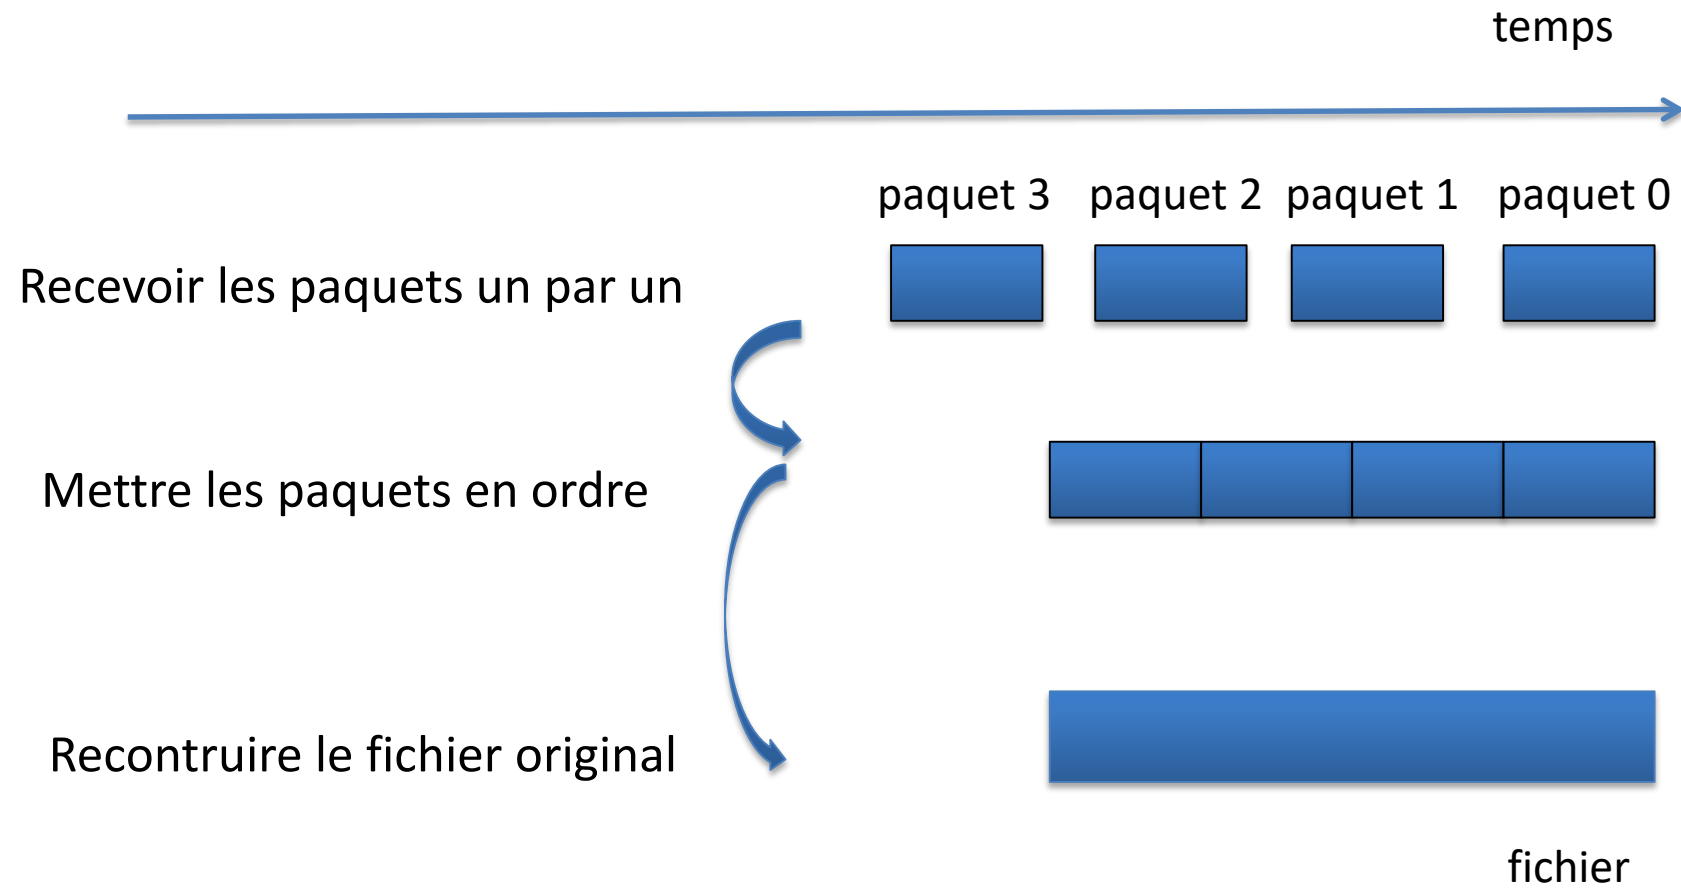 temps
paquet 3 paquet 2 paquet 1 paquet 0
Recevoir les paquets un par un
Mettre les paquets en ordre
Recontruire le fichier original
fichier